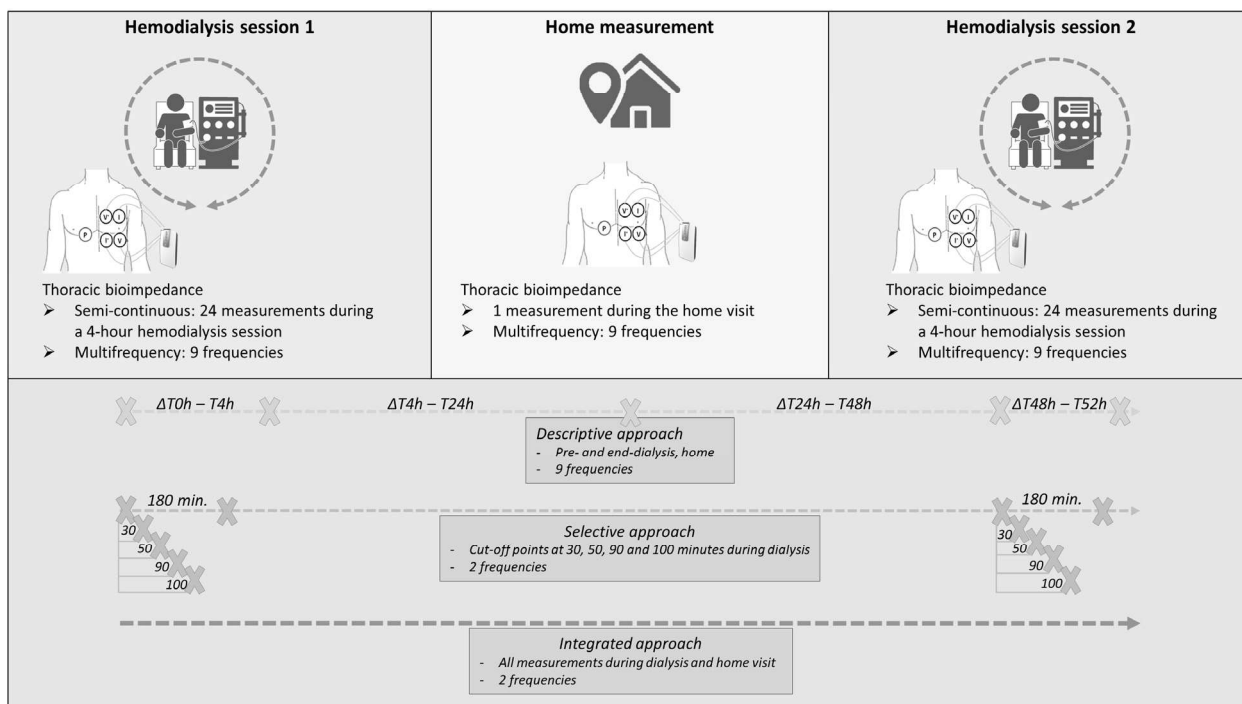 Hemodialysis session 1
Home measurement
Hemodialysis session 2
V' I
P
I' V
V' I
P
I' V
V' I
P
I' V
Thoracic bioimpedance
➢ Semi-continuous: 24 measurements during
a 4-hour hemodialysis session
➢ Multifrequency: 9 frequencies
Thoracic bioimpedance
➢ 1 measurement during the home visit
➢ Multifrequency: 9 frequencies
Thoracic bioimpedance
➢ Semi-continuous: 24 measurements during
a 4-hour hemodialysis session
➢ Multifrequency: 9 frequencies
ΔT0h – T4h
ΔT4h – T24h
ΔT24h – T48h
ΔT48h – T52h
Descriptive approach
- Pre- and end-dialysis, home
- 9 frequencies
180 min.
30
50
90
100
Selective approach
- Cut-off points at 30, 50, 90 and 100 minutes during dialysis
- 2 frequencies
180 min.
30
50
90
100
Integrated approach
- All measurements during dialysis and home visit
- 2 frequencies